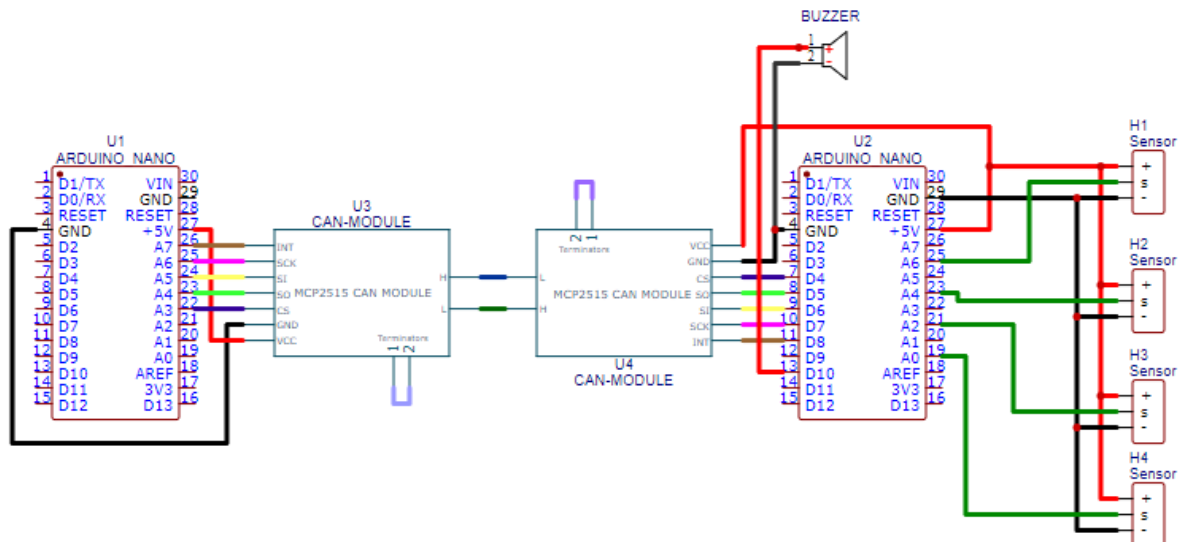 BUZZER
1 +
2 -
U1
ARDUINO NANO
1 D1/TX VIN 30
2 D0/RX GND 29
3 RESET RESET 28
4 GND +5V 27
5 D2 A7 26
6 D3 A6 25
7 D4 A5 24
8 D5 A4 23
9 D6 A3 22
10 D7 A2 21
11 D8 A1 20
12 D9 A0 19
13 D10 AREF 18
14 D11 3V3 17
15 D12 D13 16
U3
CAN-MODULE
INT
SCK
SI
SO
CS
GND
VCC
MCP2515 CAN MODULE
H
L
Terminators
1 2
2 1
Terminators
L
H
MCP2515 CAN MODULE
VCC
GND
CS
SO
SI
SCK
INT
U4
CAN-MODULE
U2
ARDUINO NANO
1 D1/TX VIN 30
2 D0/RX GND 29
3 RESET RESET 28
4 GND +5V 27
5 D2 A7 26
6 D3 A6 25
7 D4 A5 24
8 D5 A4 23
9 D6 A3 22
10 D7 A2 21
11 D8 A1 20
12 D9 A0 19
13 D10 AREF 18
14 D11 3V3 17
15 D12 D13 16
H1
Sensor
+
s
-
H2
Sensor
+
s
-
H3
Sensor
+
s
-
H4
Sensor
+
s
-